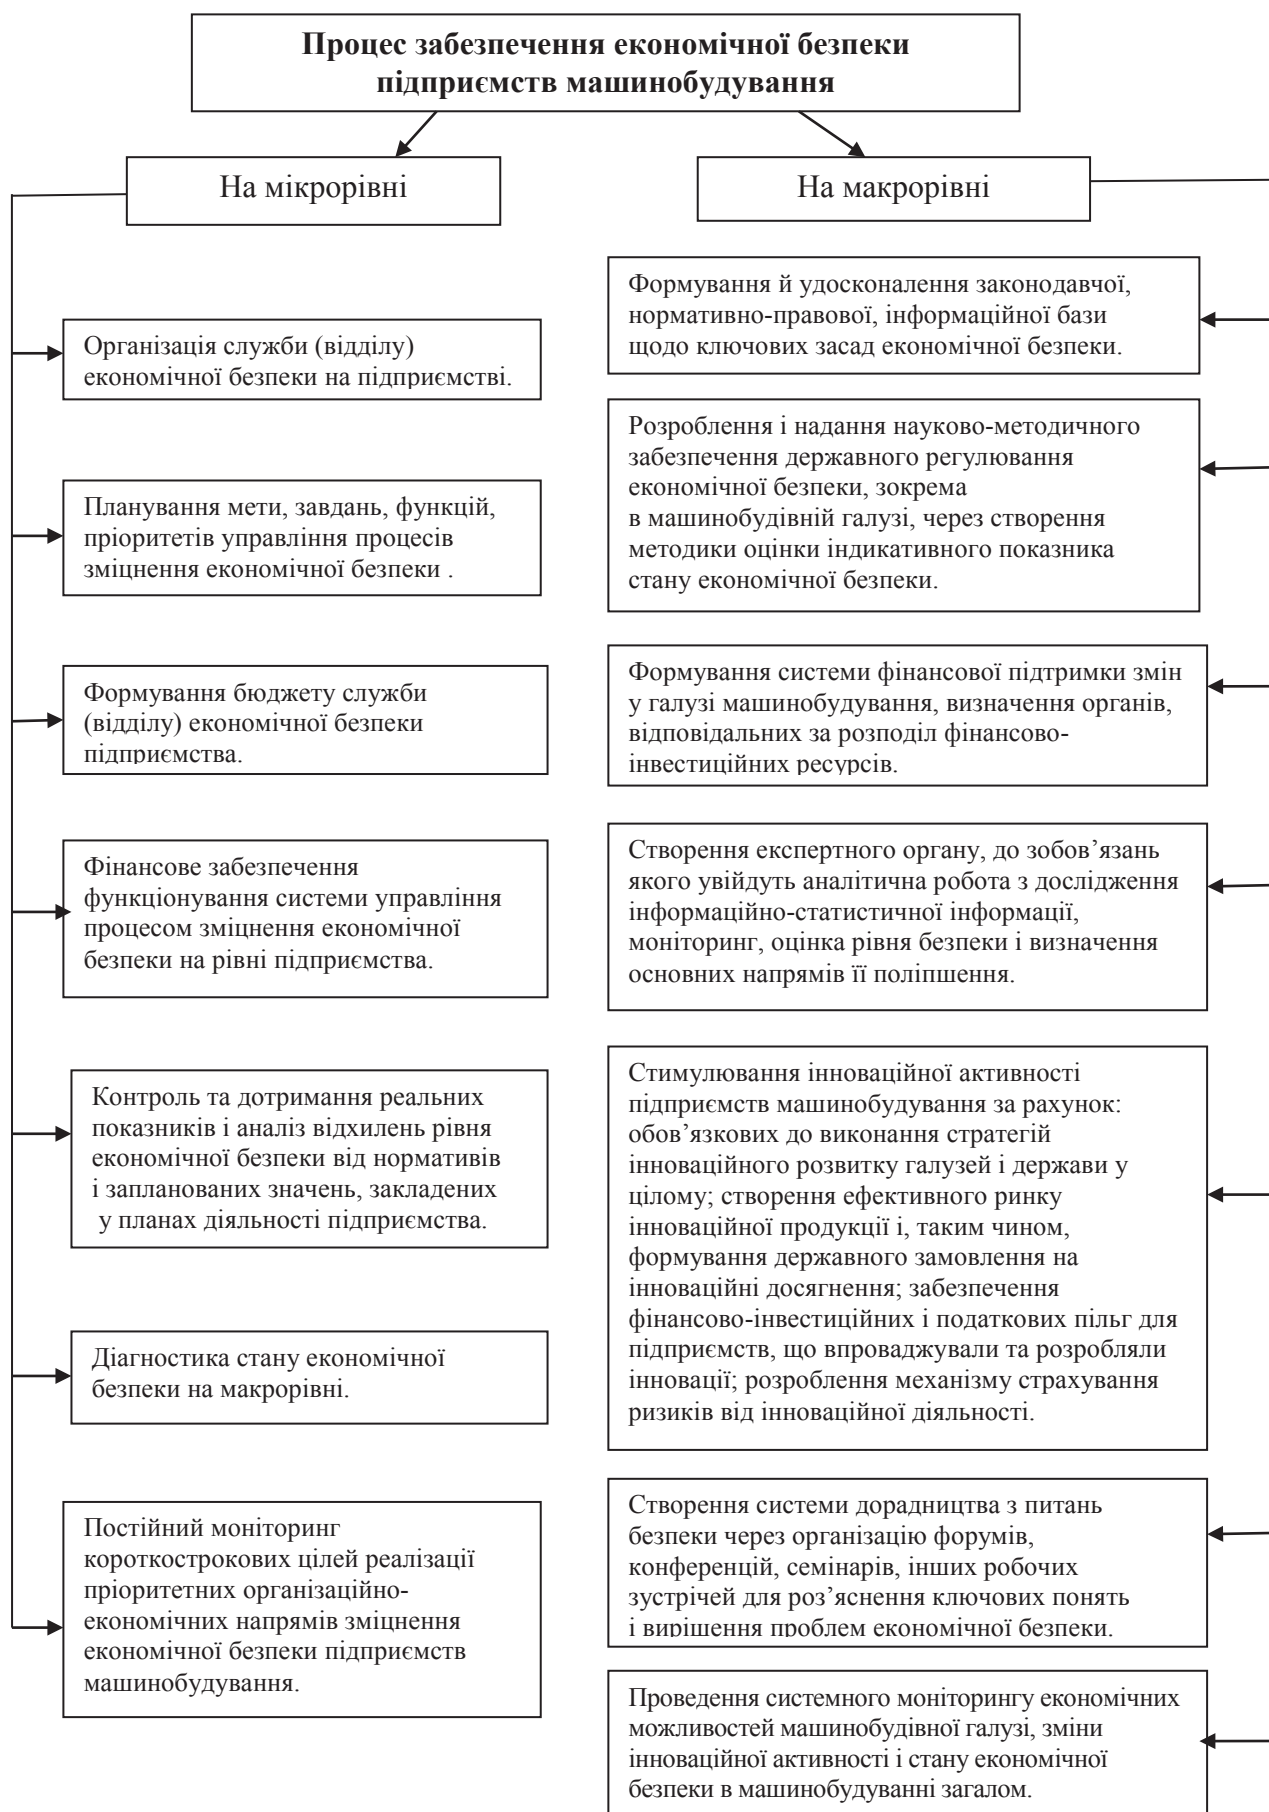 Процес забезпечення економічної безпеки
підприємств машинобудування
На мікрорівні
Організація служби (відділу)
економічної безпеки на підприємстві.
Планування мети, завдань, функцій,
пріоритетів управління процесів
зміцнення економічної безпеки .
Формування бюджету служби
(відділу) економічної безпеки
підприємства.
Фінансове забезпечення
функціонування системи управління
процесом зміцнення економічної
безпеки на рівні підприємства.
Контроль та дотримання реальних
показників і аналіз відхилень рівня
економічної безпеки від нормативів
і запланованих значень, закладених
у планах діяльності підприємства.
Діагностика стану економічної
безпеки на макрорівні.
Постійний моніторинг
короткострокових цілей реалізації
пріоритетних організаційно-
економічних напрямів зміцнення
економічної безпеки підприємств
машинобудування.
На макрорівні
Формування й удосконалення законодавчої,
нормативно-правової, інформаційної бази
щодо ключових засад економічної безпеки.
Розроблення і надання науково-методичного
забезпечення державного регулювання
економічної безпеки, зокрема
в машинобудівній галузі, через створення
методики оцінки індикативного показника
стану економічної безпеки.
Формування системи фінансової підтримки змін
у галузі машинобудування, визначення органів,
відповідальних за розподіл фінансово-
інвестиційних ресурсів.
Створення експертного органу, до зобов’язань
якого увійдуть аналітична робота з дослідження
інформаційно-статистичної інформації,
моніторинг, оцінка рівня безпеки і визначення
основних напрямів її поліпшення.
Стимулювання інноваційної активності
підприємств машинобудування за рахунок:
обов’язкових до виконання стратегій
інноваційного розвитку галузей і держави у
цілому; створення ефективного ринку
інноваційної продукції і, таким чином,
формування державного замовлення на
інноваційні досягнення; забезпечення
фінансово-інвестиційних і податкових пільг для
підприємств, що впроваджували та розробляли
інновації; розроблення механізму страхування
ризиків від інноваційної діяльності.
Створення системи дорадництва з питань
безпеки через організацію форумів,
конференцій, семінарів, інших робочих
зустрічей для роз’яснення ключових понять
і вирішення проблем економічної безпеки.
Проведення системного моніторингу економічних
можливостей машинобудівної галузі, зміни
інноваційної активності і стану економічної
безпеки в машинобудуванні загалом.